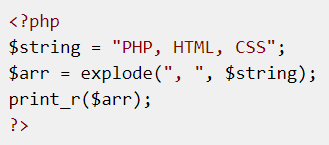 <?php
$string = "PHP, HTML, CSS";
$arr = explode(", ", $string);
print_r($arr);
?>